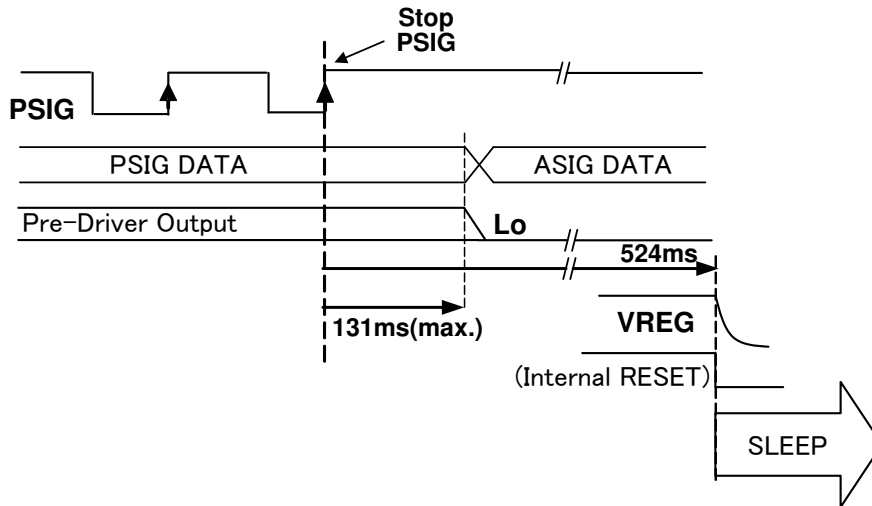 Stop
PSIG
PSIG
PSIG DATA
ASIG DATA
Pre-Driver Output
Lo
524ms
131ms(max.)
VREG
(Internal RESET)
SLEEP